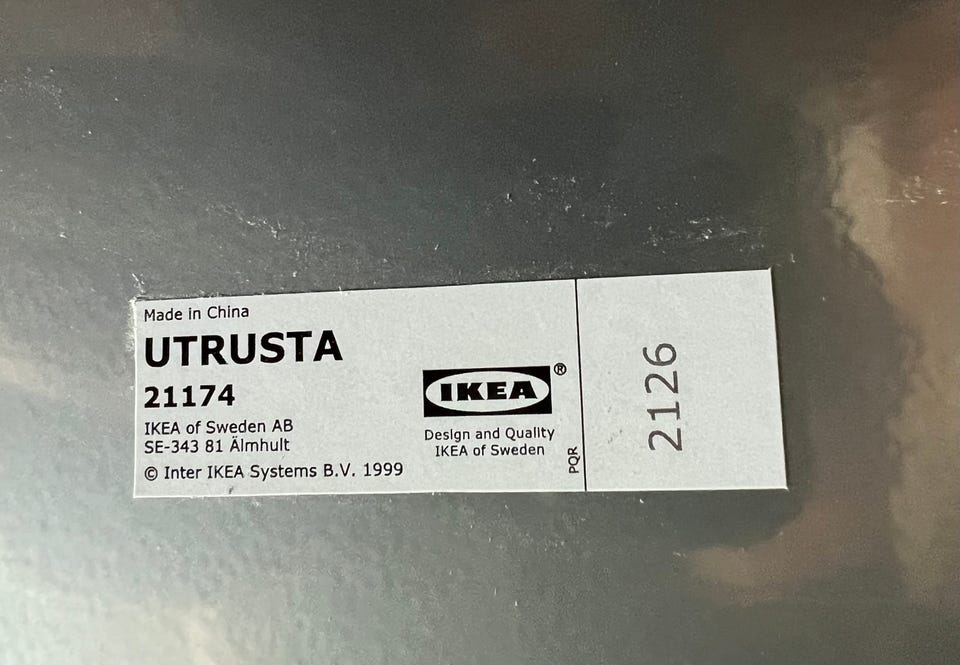 Made in China
UTRUSTA
21174
IKEA of Sweden AB
SE-343 81 Älmhult
© Inter IKEA Systems B.V. 1999
IKEA®
Design and Quality
IKEA of Sweden
PQR
2126